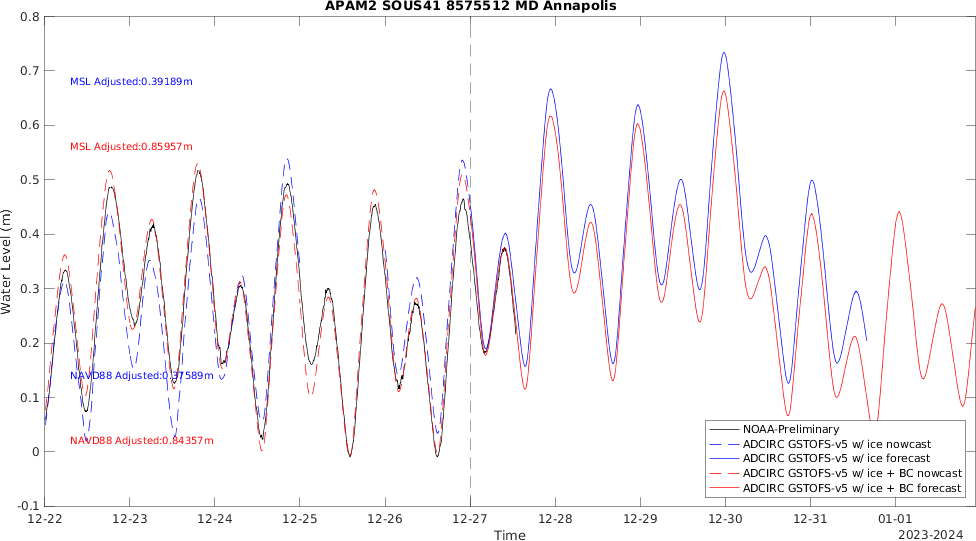 APAM2 SOUS41 8575512 MD Annapolis
0.8
0.7
0.6
0.5
0.4
0.3
0.2
0.1
0
-0.1
Water Level (m)
MSL Adjusted:0.39189m
MSL Adjusted:0.85957m
NAVD88 Adjusted:0.37589m
NAVD88 Adjusted:0.84357m
NOAA-Preliminary
ADCIRC GSTOFS-v5 w/ ice nowcast
ADCIRC GSTOFS-v5 w/ ice forecast
ADCIRC GSTOFS-v5 w/ ice + BC nowcast
ADCIRC GSTOFS-v5 w/ ice + BC forecast
12-22 12-23 12-24 12-25 12-26 12-27 12-28 12-29 12-30 12-31 01-01
Time
2023-2024